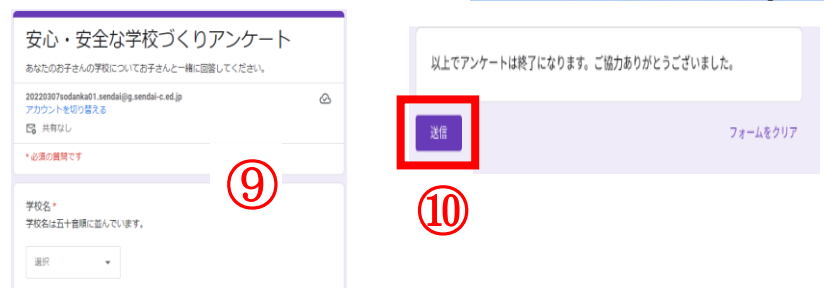 安心・安全な学校づくりアンケート
あなたのお子さんの学校についてお子さんと一緒に回答してください。
20220307sodanka01.sendai@g.sendai-c.ed.jp
アカウントを切り替える
共有なし
* 必須の質問です
⑨
学校名 *
学校名は五十音順に並んでいます。
選択
以上でアンケートは終了になります。ご協力ありがとうございました。
送信
フォームをクリア
⑩